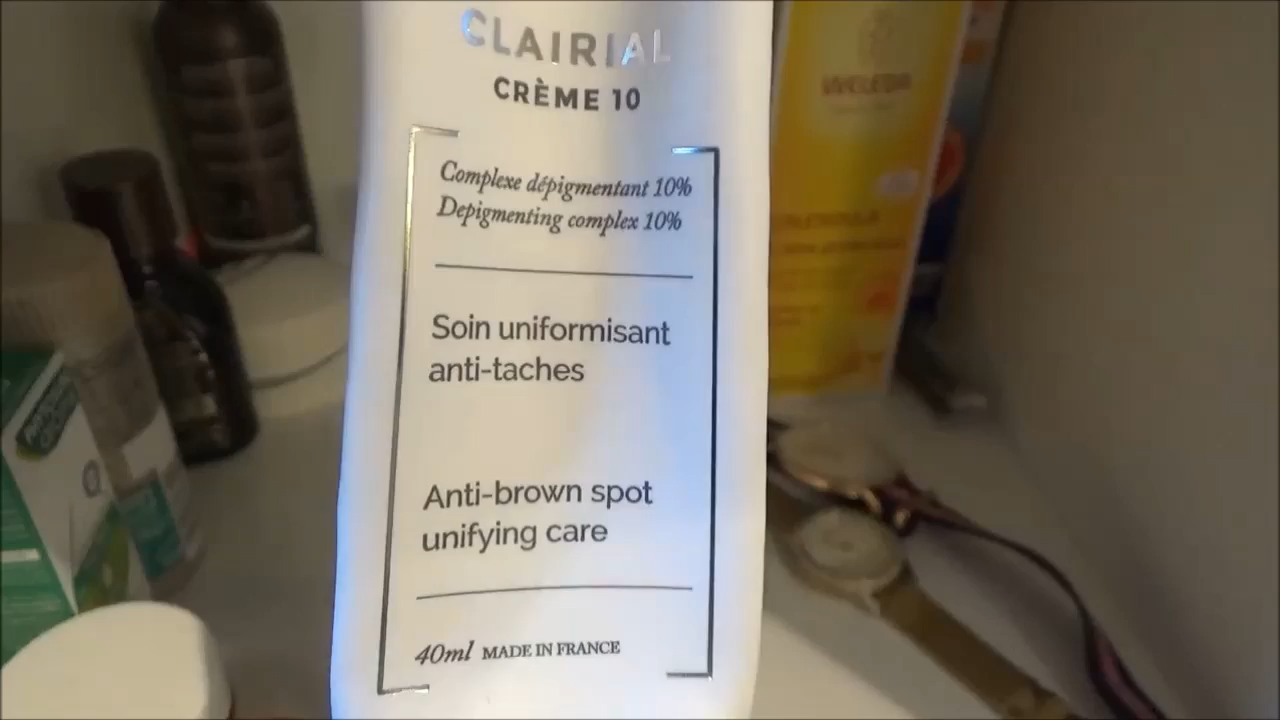 CLAIRIAL
CRÈME 10
Complexe dépigmentant 10%
Depigmenting complex 10%
Soin uniformisant
anti-taches
Anti-brown spot
unifying care
40ml MADE IN FRANCE
WELEDA